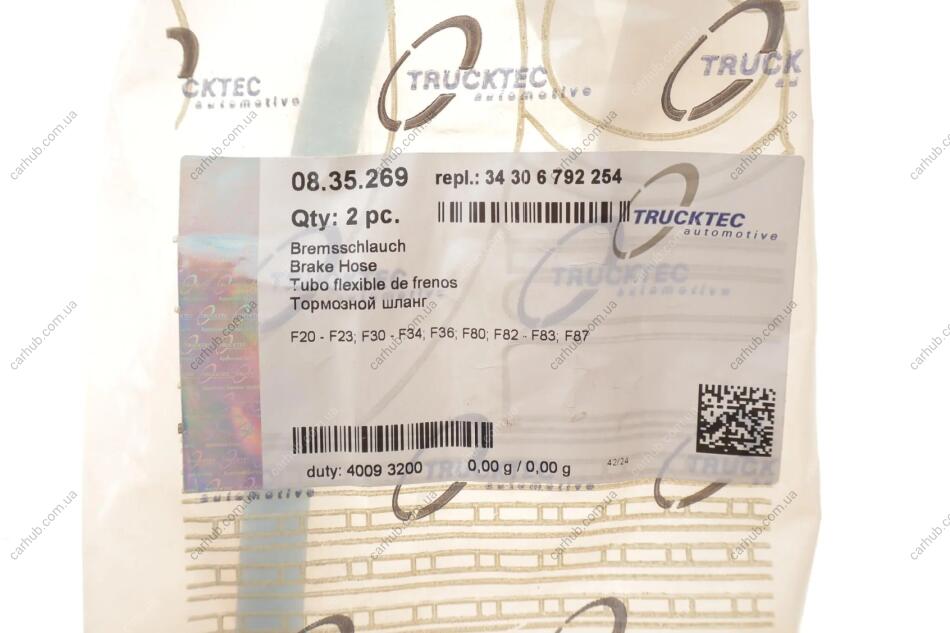 CKTEC
automotive
TRUCKTEC
automotive
TRUCK
08.35.269
repl.: 34 30 6 792 254
Qty: 2 pc.
TRUCKTEC
automotive
Bremsschlauch
Brake Hose
Tubo flexible de frenos
Тормозной шланг
F20 - F23; F30 - F34; F36; F80; F82 - F83; F87
duty: 4009 3200
0,00 g / 0,00 g
42/24
automotive
carhub.com.ua